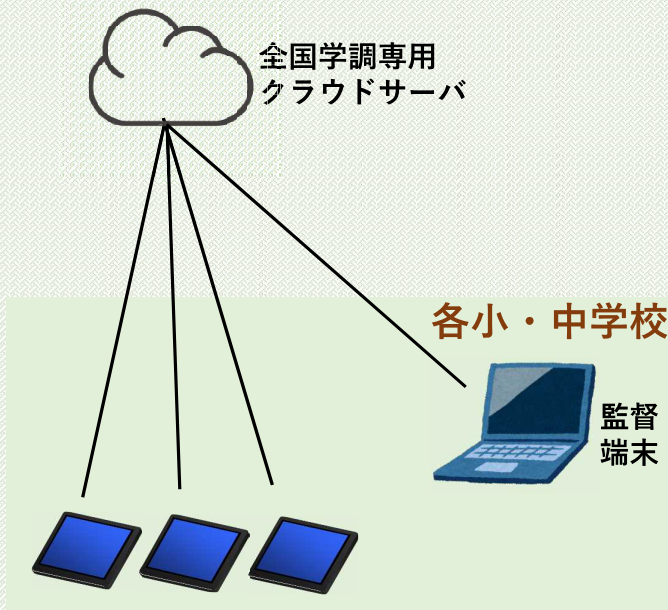 全国学調専用
クラウドサーバ
各小・中学校
監督
端末